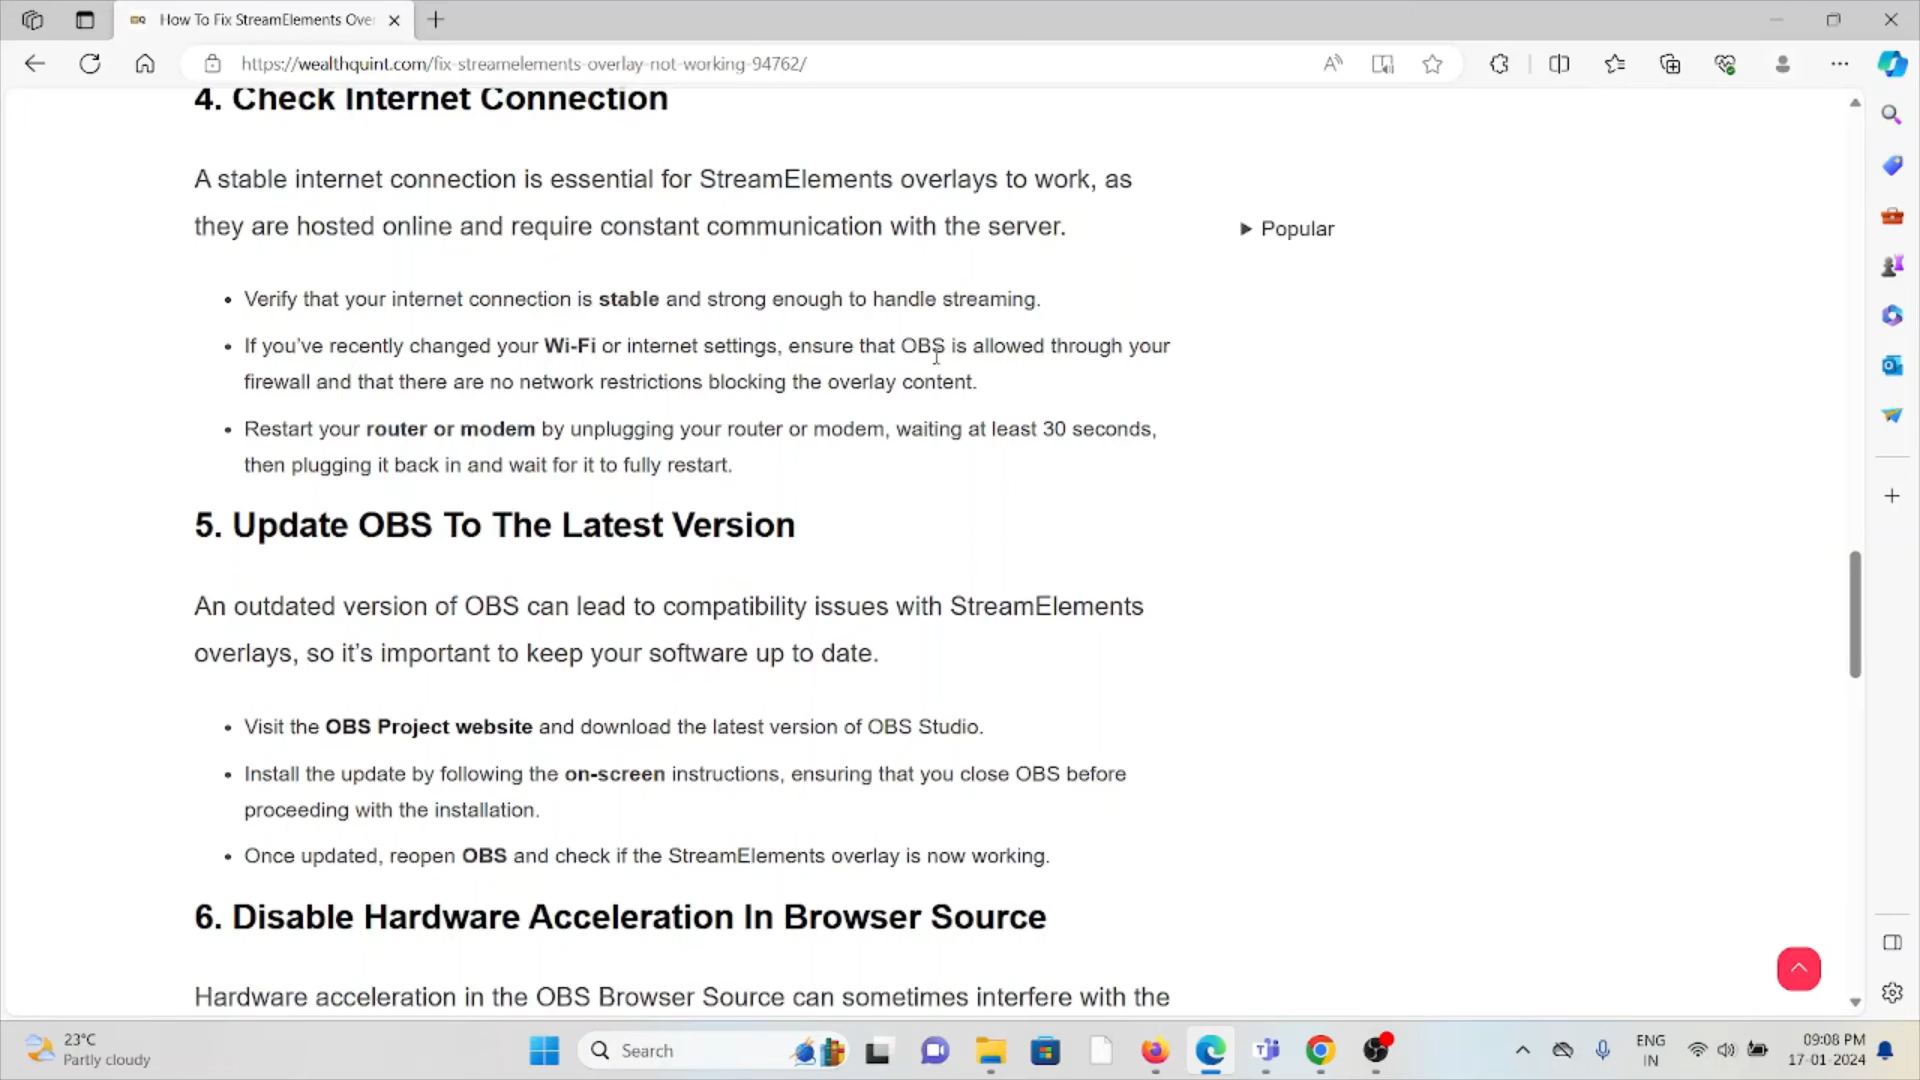 How To Fix StreamElements Over
https://wealthquint.com/fix-streamelements-overlay-not-working-94762/
4. Check Internet Connection
A stable internet connection is essential for StreamElements overlays to work, as
they are hosted online and require constant communication with the server.
Popular
• Verify that your internet connection is stable and strong enough to handle streaming.
• If you’ve recently changed your Wi-Fi or internet settings, ensure that OBS is allowed through your
firewall and that there are no network restrictions blocking the overlay content.
• Restart your router or modem by unplugging your router or modem, waiting at least 30 seconds,
then plugging it back in and wait for it to fully restart.
5. Update OBS To The Latest Version
An outdated version of OBS can lead to compatibility issues with StreamElements
overlays, so it’s important to keep your software up to date.
• Visit the OBS Project website and download the latest version of OBS Studio.
• Install the update by following the on-screen instructions, ensuring that you close OBS before
proceeding with the installation.
• Once updated, reopen OBS and check if the StreamElements overlay is now working.
6. Disable Hardware Acceleration In Browser Source
Hardware acceleration in the OBS Browser Source can sometimes interfere with the
23°C
Partly cloudy
Search
ENG
IN
09:08 PM
17-01-2024